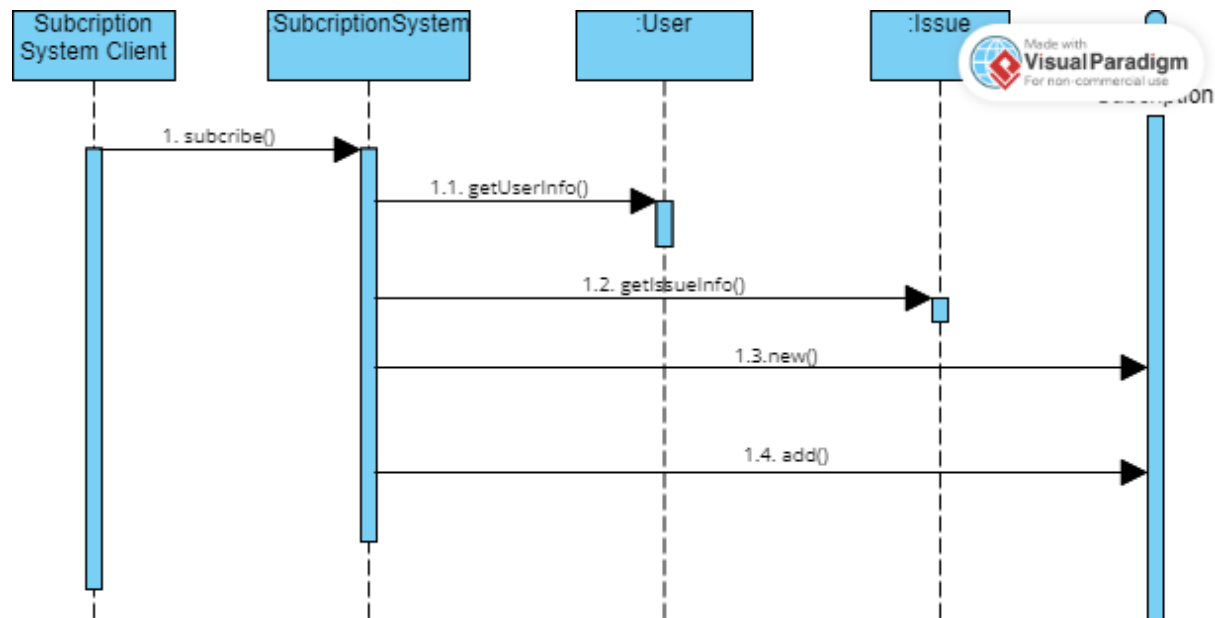 Subcription
System Client
:SubcriptionSystem
:User
:Issue
Made with
Visual Paradigm
For non-commercial use
1. subcribe()
1.1. getUserInfo()
1.2. getIssueInfo()
1.3.new()
1.4. add()